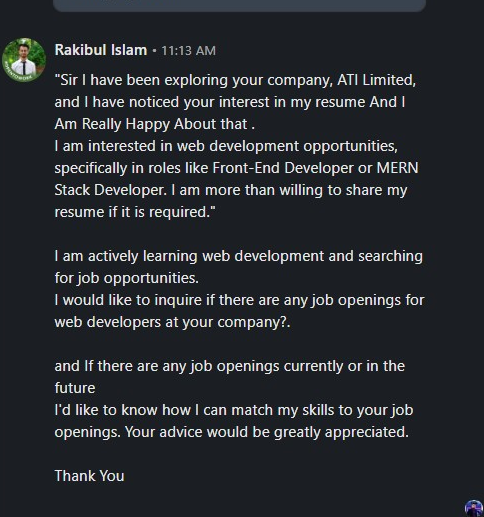 Rakibul Islam • 11:13 AM
"Sir I have been exploring your company, ATI Limited,
and I have noticed your interest in my resume And I
Am Really Happy About that .
I am interested in web development opportunities,
specifically in roles like Front-End Developer or MERN
Stack Developer. I am more than willing to share my
resume if it is required."
I am actively learning web development and searching
for job opportunities.
I would like to inquire if there are any job openings for
web developers at your company?.
and If there are any job openings currently or in the
future
I'd like to know how I can match my skills to your job
openings. Your advice would be greatly appreciated.
Thank You